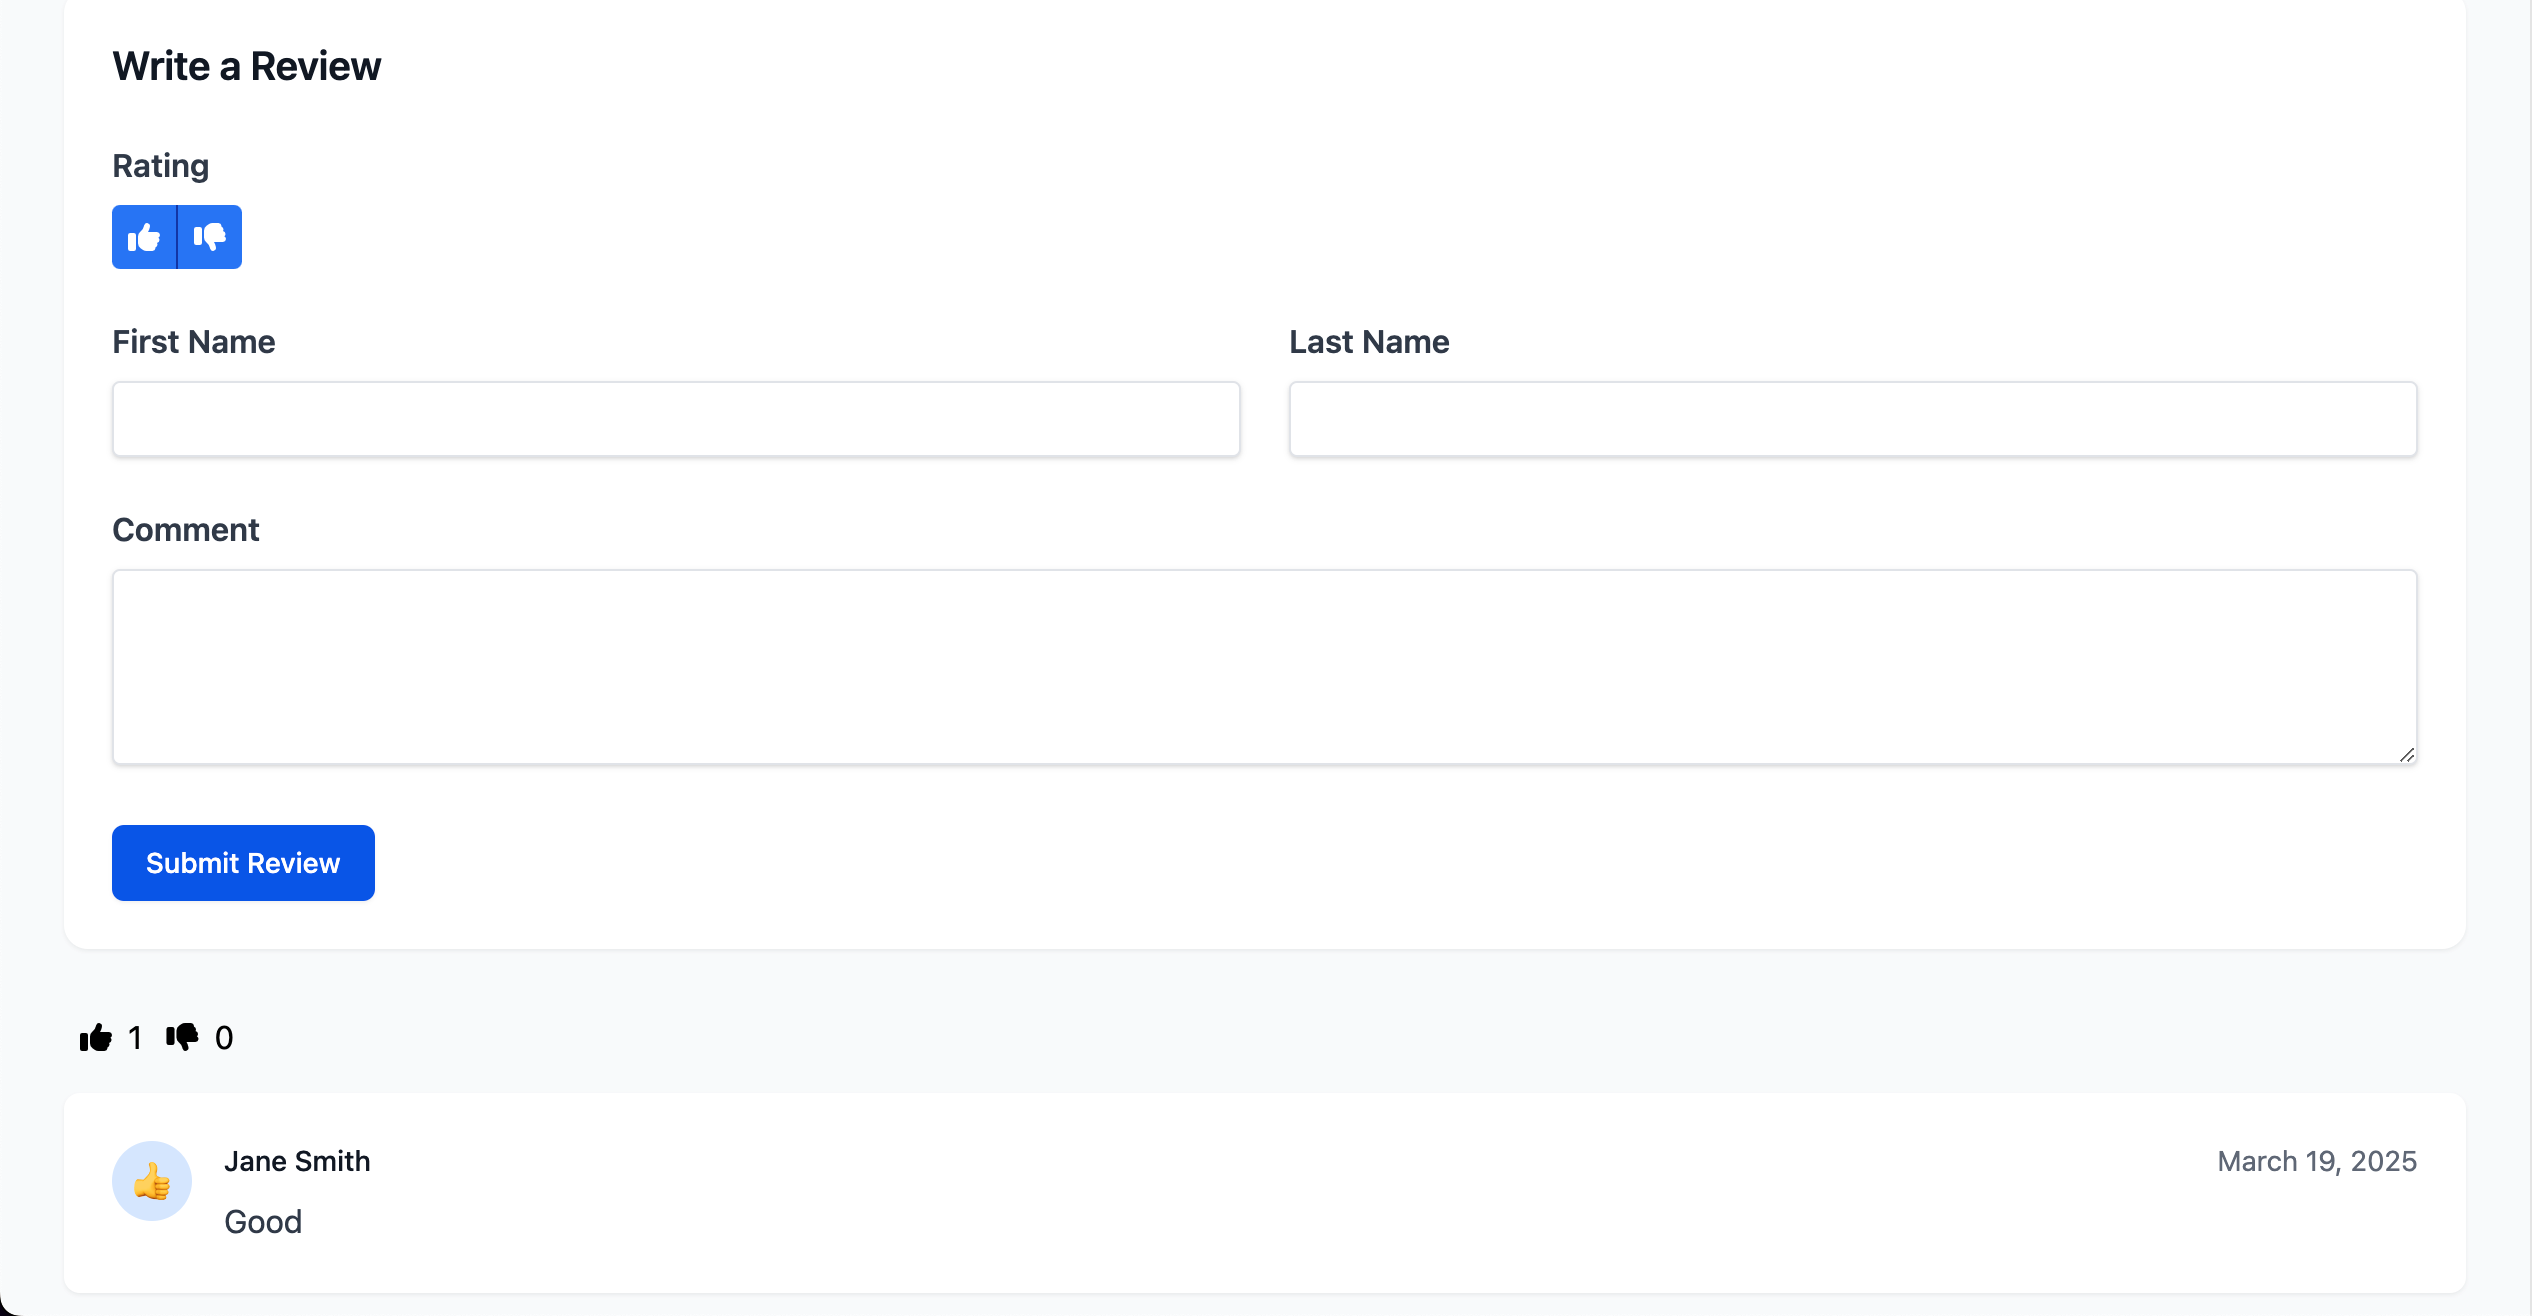 Write a Review
Rating
First Name Last Name
Comment
Submit Review
1 0
Jane Smith March 19, 2025
Good